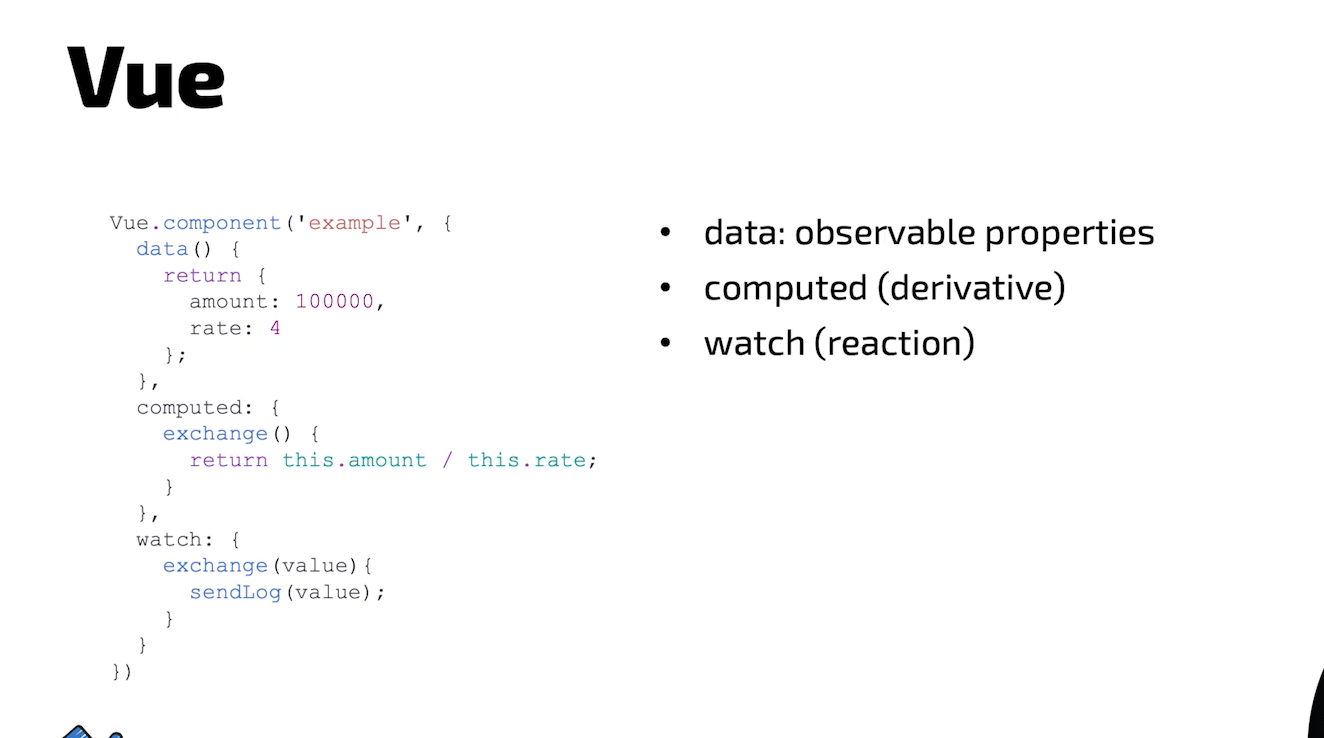 Vue
Vue.component('example', {
  data() {
    return {
      amount: 100000,
      rate: 4
    };
  },
  computed: {
    exchange() {
      return this.amount / this.rate;
    }
  },
  watch: {
    exchange(value){
      sendLog(value);
    }
  }
})
• data: observable properties
• computed (derivative)
• watch (reaction)